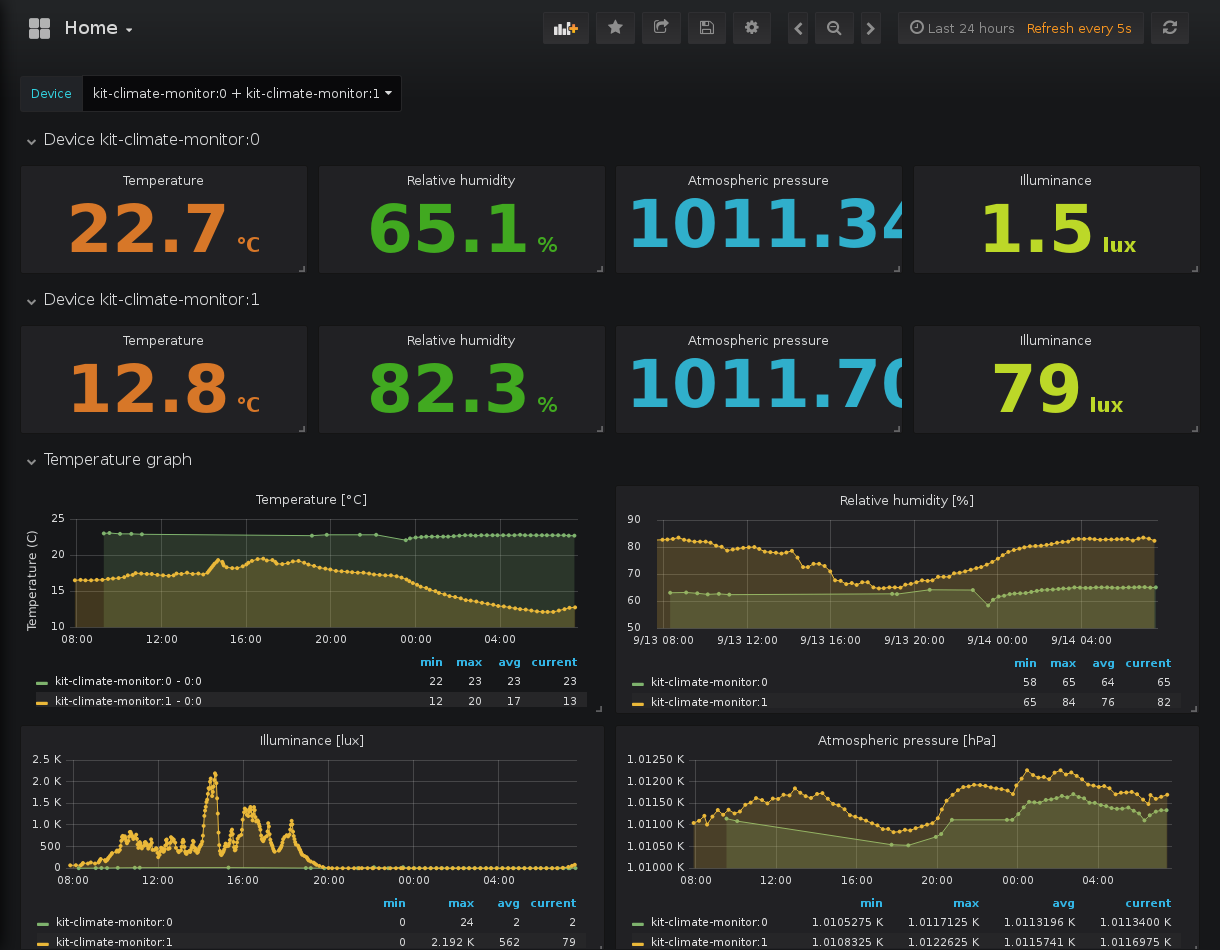 Home
Last 24 hours Refresh every 5s
Device kit-climate-monitor:0 + kit-climate-monitor:1
Device kit-climate-monitor:0
Temperature Relative humidity Atmospheric pressure Illuminance
22.7 °C 65.1 % 1011.34 1.5 lux
Device kit-climate-monitor:1
Temperature Relative humidity Atmospheric pressure Illuminance
12.8 °C 82.3 % 1011.70 79 lux
Temperature graph
Temperature [°C]
Temperature (C)
25
20
15
10
08:00 12:00 16:00 20:00 00:00 04:00
min max avg current
kit-climate-monitor:0 - 0:0 22 23 23 23
kit-climate-monitor:1 - 0:0 12 20 17 13
Relative humidity [%]
90
80
70
60
50
9/13 08:00 9/13 12:00 9/13 16:00 9/13 20:00 9/14 00:00 9/14 04:00
min max avg current
kit-climate-monitor:0 58 65 64 65
kit-climate-monitor:1 65 84 76 82
Illuminance [lux]
2.5 K
2.0 K
1.5 K
1.0 K
500
0
08:00 12:00 16:00 20:00 00:00 04:00
min max avg current
kit-climate-monitor:0 0 24 2 2
kit-climate-monitor:1 0 2.192 K 562 79
Atmospheric pressure [hPa]
1.01250 K
1.01200 K
1.01150 K
1.01100 K
1.01050 K
1.01000 K
08:00 12:00 16:00 20:00 00:00 04:00
min max avg current
kit-climate-monitor:0 1.0105275 K 1.0117125 K 1.0113196 K 1.0113400 K
kit-climate-monitor:1 1.0108325 K 1.0122625 K 1.0115741 K 1.0116975 K